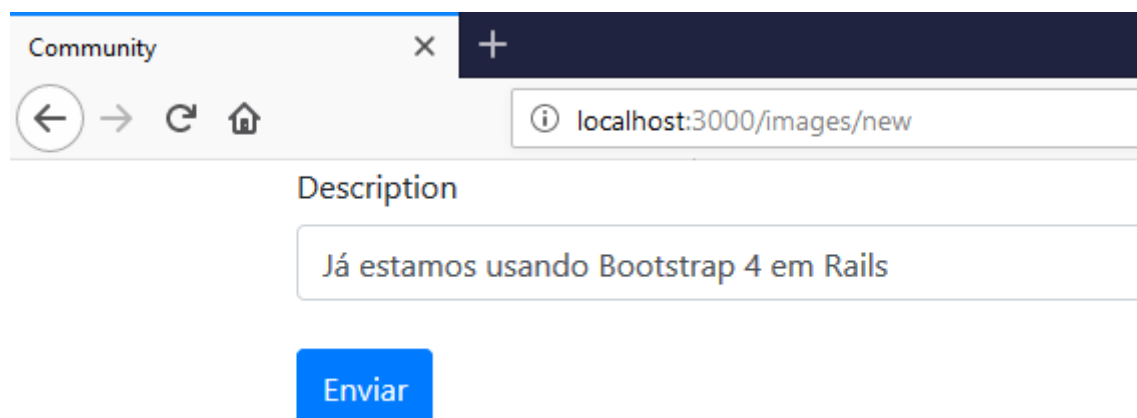 Community
localhost:3000/images/new
Description
Já estamos usando Bootstrap 4 em Rails
Enviar